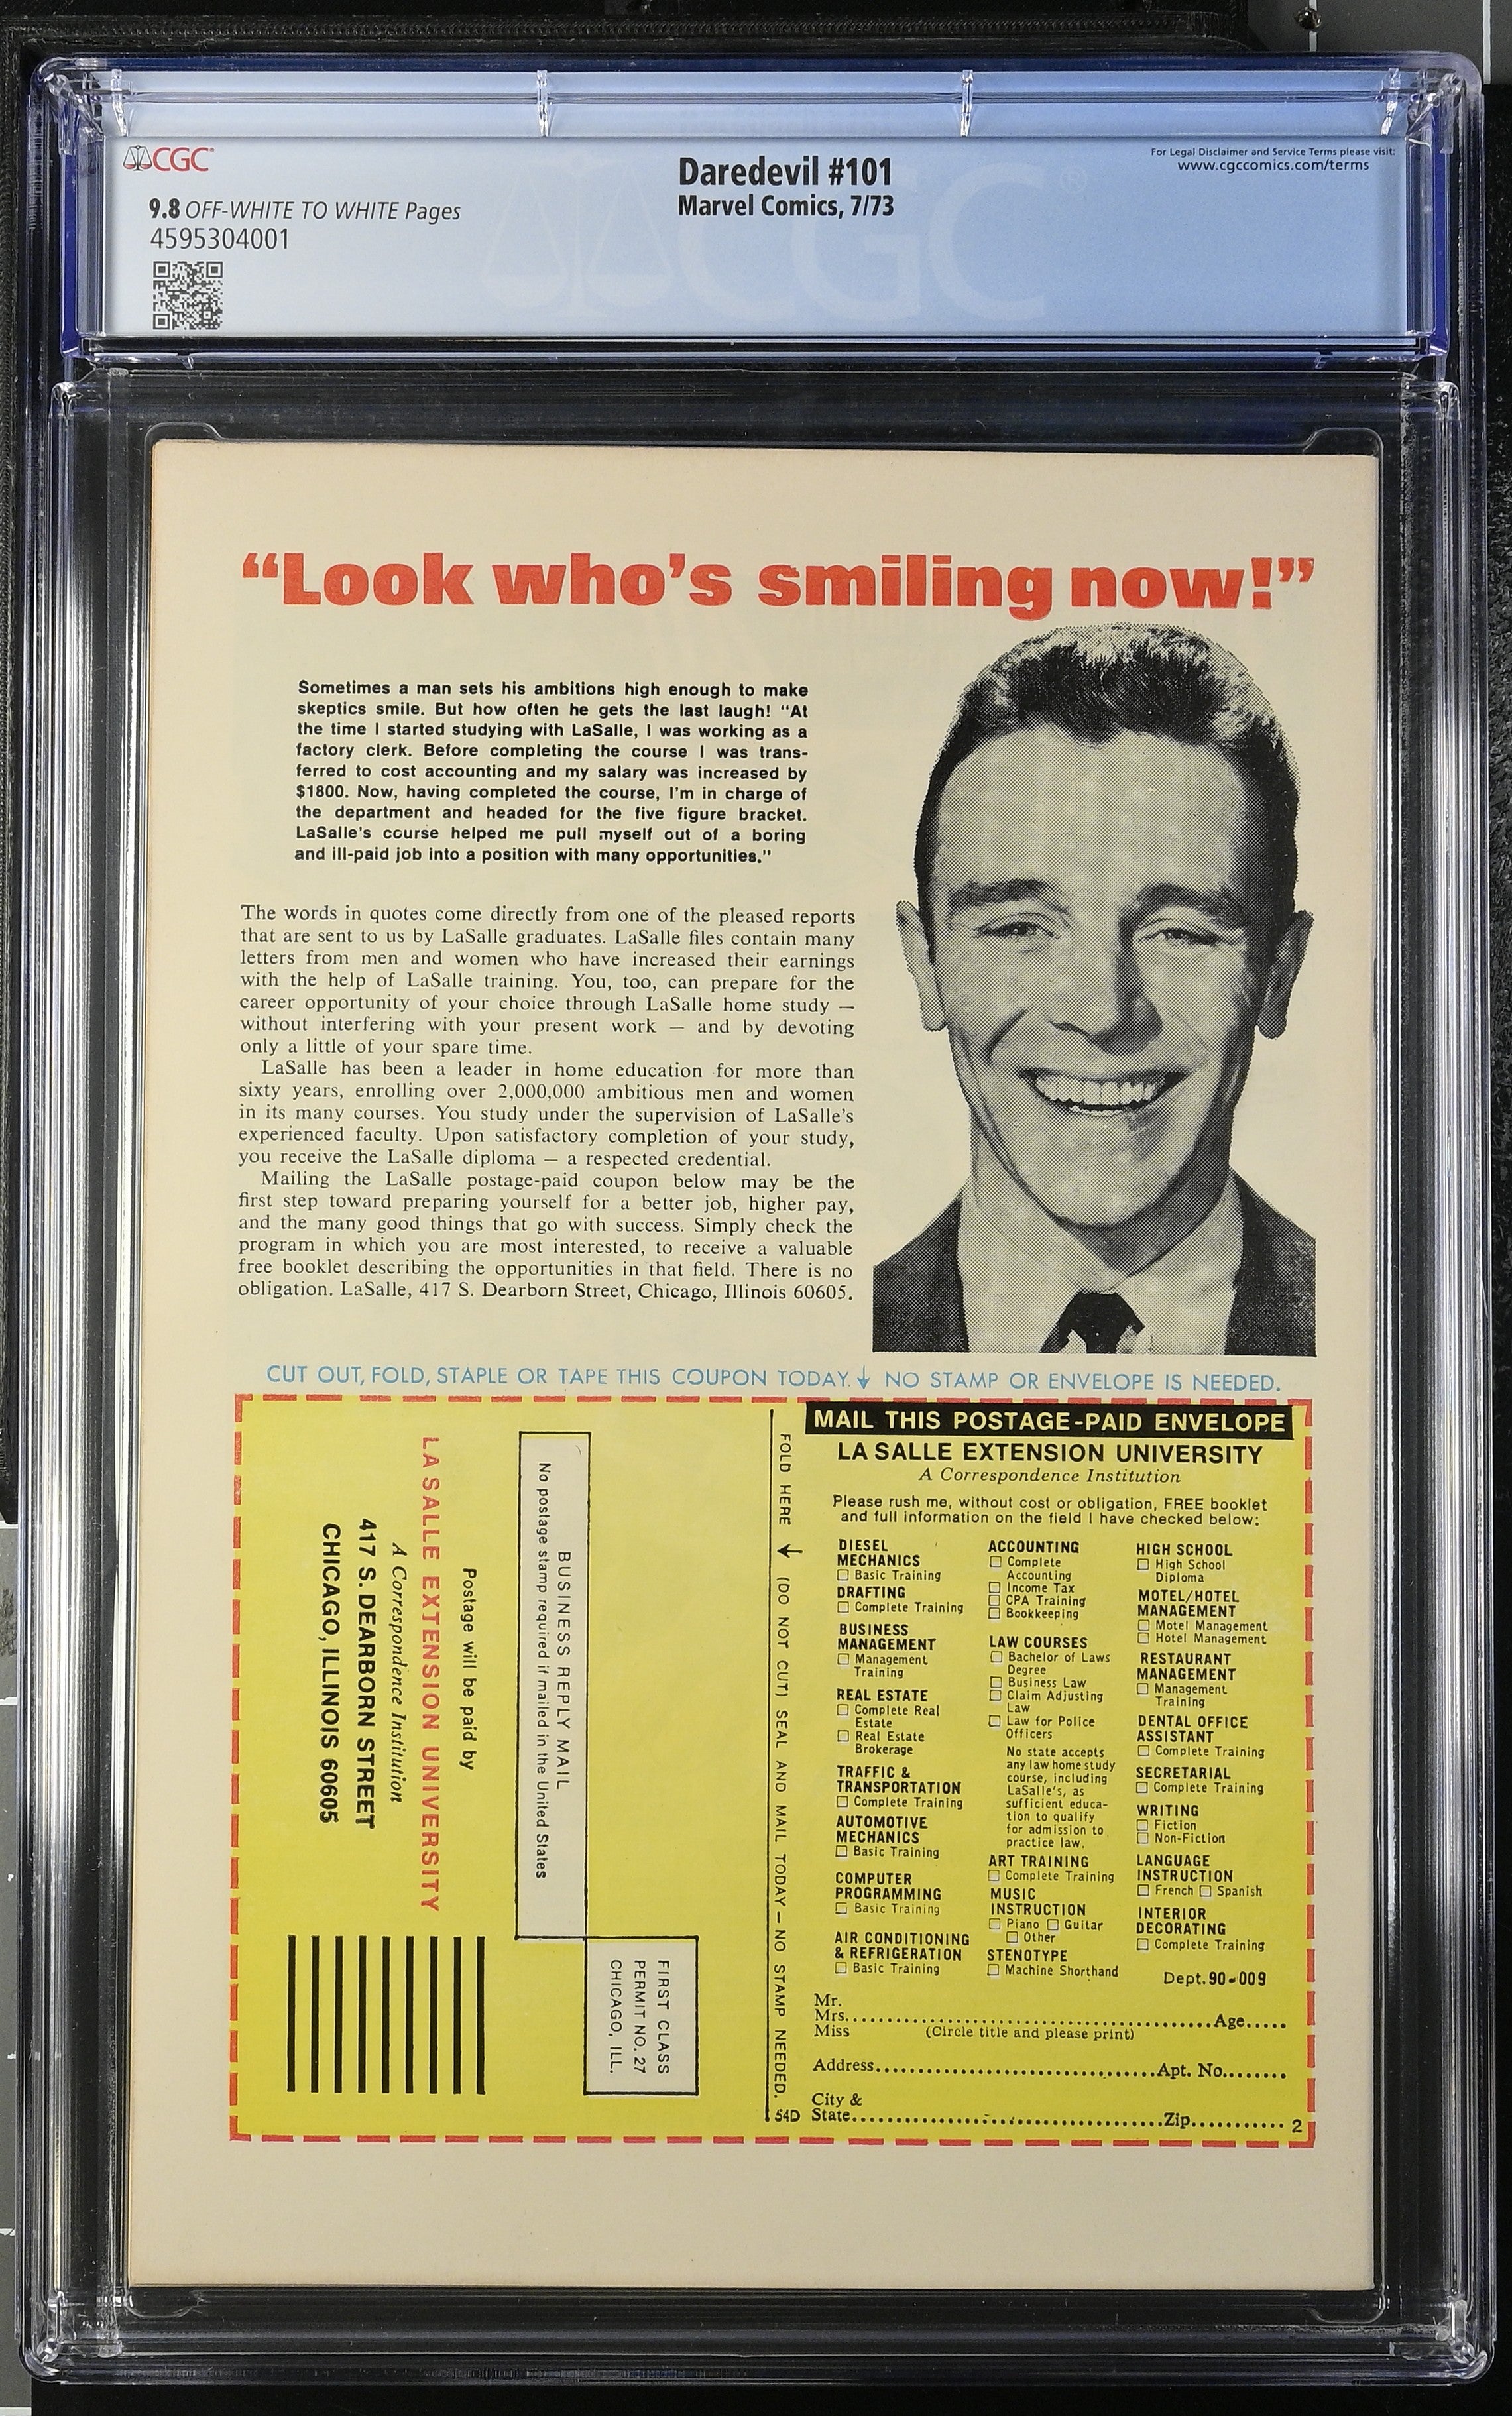 CGC
For Legal Disclaimer and Service Terms please visit:
www.cgccomics.com/terms
Daredevil #101
Marvel Comics, 7/73
9.8 OFF-WHITE TO WHITE Pages
4595304001
CGC®
“Look who’s smiling now!”
Sometimes a man sets his ambitions high enough to make
skeptics smile. But how often he gets the last laugh! “At
the time I started studying with LaSalle, I was working as a
factory clerk. Before completing the course I was trans-
ferred to cost accounting and my salary was increased by
$1800. Now, having completed the course, I'm in charge of
the department and headed for the five figure bracket.
LaSalle's course helped me pull myself out of a boring
and ill-paid job into a position with many opportunities.”
The words in quotes come directly from one of the pleased reports
that are sent to us by LaSalle graduates. LaSalle files contain many
letters from men and women who have increased their earnings
with the help of LaSalle training. You, too, can prepare for the
career opportunity of your choice through LaSalle home study —
without interfering with your present work — and by devoting
only a little of your spare time.
LaSalle has been a leader in home education for more than
sixty years, enrolling over 2,000,000 ambitious men and women
in its many courses. You study under the supervision of LaSalle's
experienced faculty. Upon satisfactory completion of your study,
you receive the LaSalle diploma — a respected credential.
Mailing the LaSalle postage-paid coupon below may be the
first step toward preparing yourself for a better job, higher pay,
and the many good things that go with success. Simply check the
program in which you are most interested, to receive a valuable
free booklet describing the opportunities in that field. There is no
obligation. LaSalle, 417 S. Dearborn Street, Chicago, Illinois 60605.
CUT OUT, FOLD, STAPLE OR TAPE THIS COUPON TODAY. ↓ NO STAMP OR ENVELOPE IS NEEDED.
FIRST CLASS
PERMIT NO. 27
CHICAGO, ILL.
BUSINESS REPLY MAIL
No postage stamp required if mailed in the United States
Postage will be paid by
LA SALLE EXTENSION UNIVERSITY
A Correspondence Institution
417 S. DEARBORN STREET
CHICAGO, ILLINOIS 60605
FOLD HERE → (DO NOT CUT) SEAL AND MAIL TODAY — NO STAMP NEEDED.
54D
MAIL THIS POSTAGE-PAID ENVELOPE
LA SALLE EXTENSION UNIVERSITY
A Correspondence Institution
Please rush me, without cost or obligation, FREE booklet
and full information on the field I have checked below:
DIESEL
MECHANICS
☐ Basic Training
DRAFTING
☐ Complete Training
BUSINESS
MANAGEMENT
☐ Management
Training
REAL ESTATE
☐ Complete Real
Estate
☐ Real Estate
Brokerage
TRAFFIC &
TRANSPORTATION
☐ Complete Training
AUTOMOTIVE
MECHANICS
☐ Basic Training
COMPUTER
PROGRAMMING
☐ Basic Training
AIR CONDITIONING
& REFRIGERATION
☐ Basic Training
ACCOUNTING
☐ Complete
Accounting
☐ Income Tax
☐ CPA Training
☐ Bookkeeping
LAW COURSES
☐ Bachelor of Laws
Degree
☐ Business Law
☐ Claim Adjusting
Law
☐ Law for Police
Officers
No state accepts
any law home study
course, including
LaSalle's, as
sufficient educa-
tion to qualify
for admission to
practice law.
ART TRAINING
☐ Complete Training
MUSIC
INSTRUCTION
☐ Piano ☐ Guitar
☐ Other
STENOTYPE
☐ Machine Shorthand
HIGH SCHOOL
☐ High School
Diploma
MOTEL/HOTEL
MANAGEMENT
☐ Motel Management
☐ Hotel Management
RESTAURANT
MANAGEMENT
☐ Management
Training
DENTAL OFFICE
ASSISTANT
☐ Complete Training
SECRETARIAL
☐ Complete Training
WRITING
☐ Fiction
☐ Non-Fiction
LANGUAGE
INSTRUCTION
☐ French ☐ Spanish
INTERIOR
DECORATING
☐ Complete Training
Dept. 90-009
Mr.
Mrs. Age
Miss (Circle title and please print)
Address Apt. No.
City &
State Zip 2